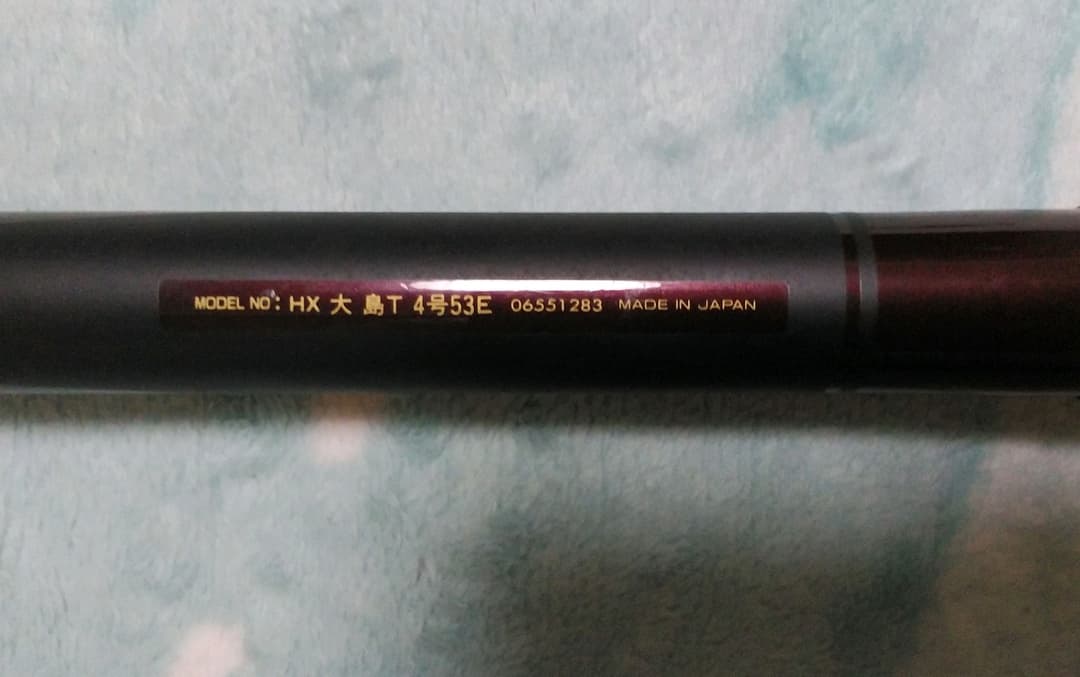 MODEL NO: HX 大島T 4号53E 06551283 MADE IN JAPAN